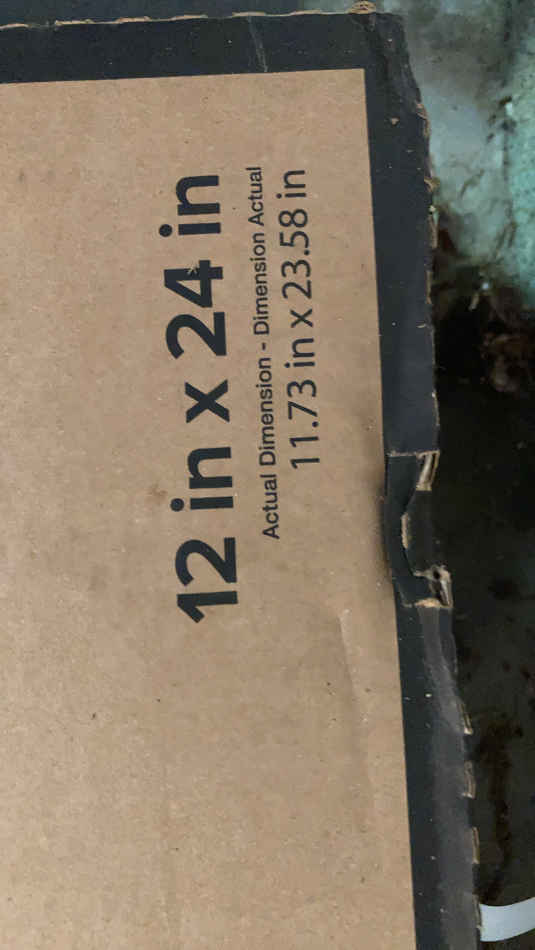 12 in x 24 in
Actual Dimension - Dimension Actual
11.73 in x 23.58 in